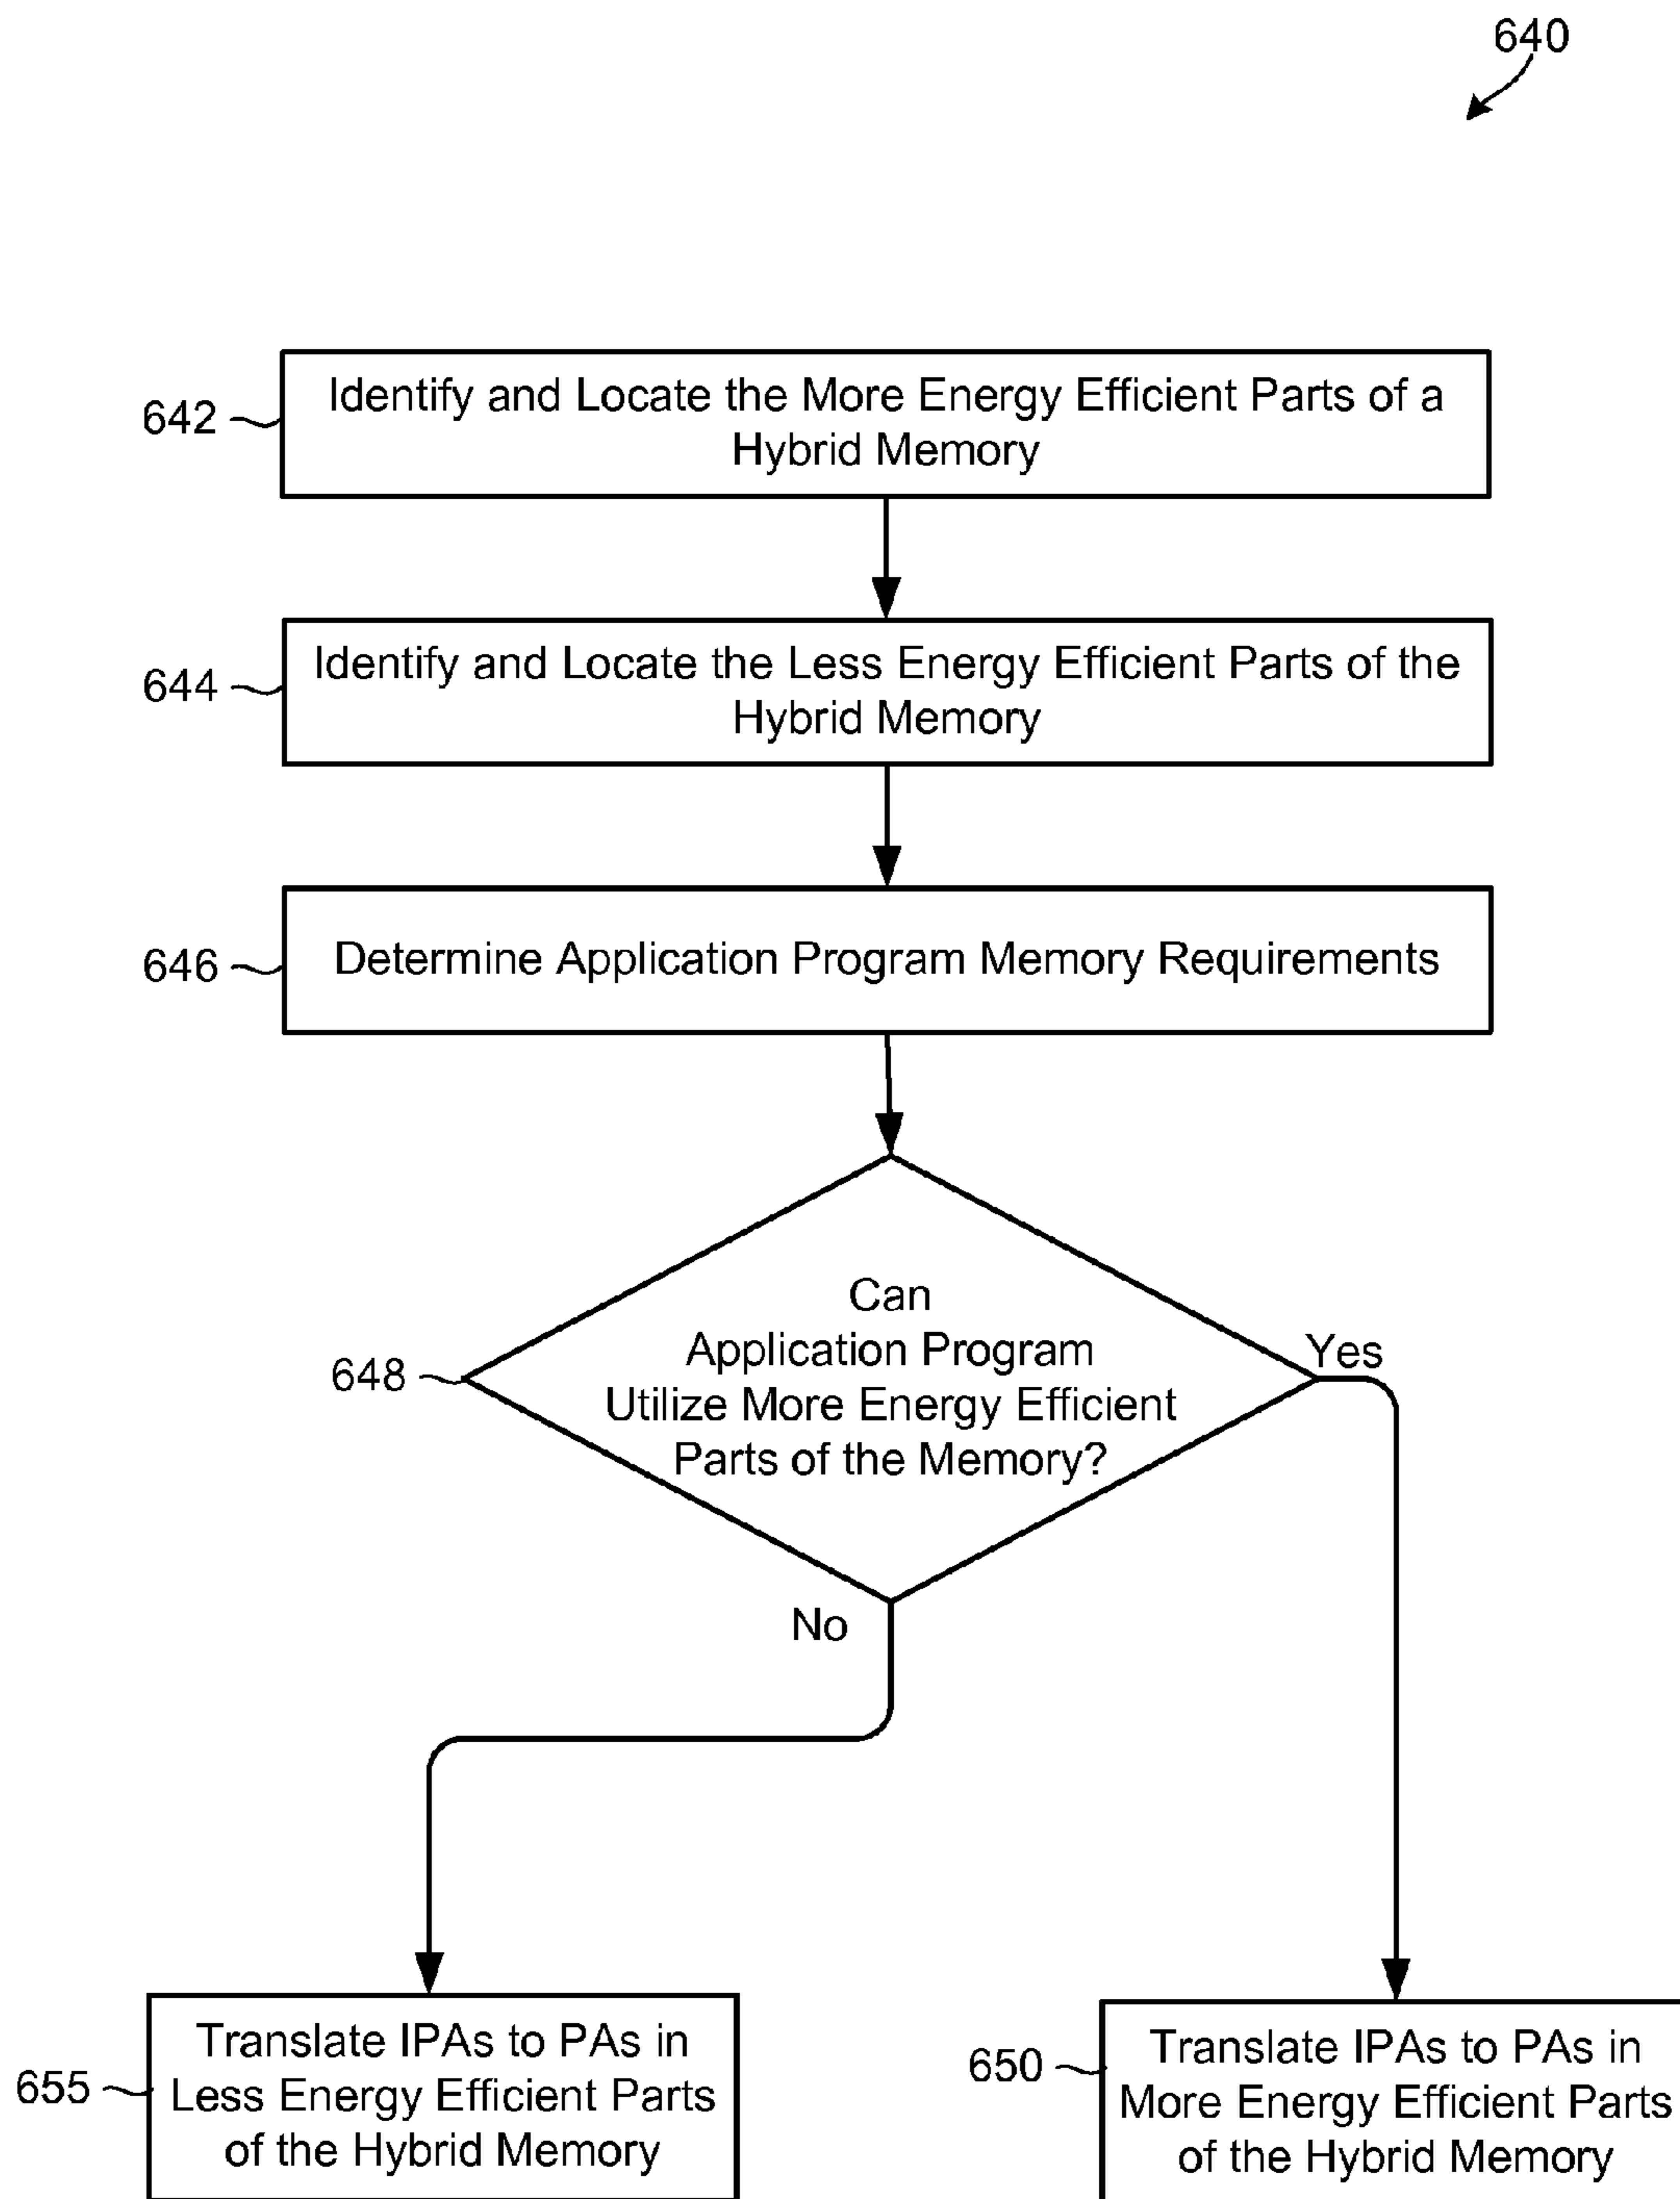 640
642
Identify and Locate the More Energy Efficient Parts of a
Hybrid Memory
644
Identify and Locate the Less Energy Efficient Parts of the
Hybrid Memory
646
Determine Application Program Memory Requirements
648
Can
Application Program
Utilize More Energy Efficient
Parts of the Memory?
Yes
No
655
Translate IPAs to PAs in
Less Energy Efficient Parts
of the Hybrid Memory
650
Translate IPAs to PAs in
More Energy Efficient Parts
of the Hybrid Memory